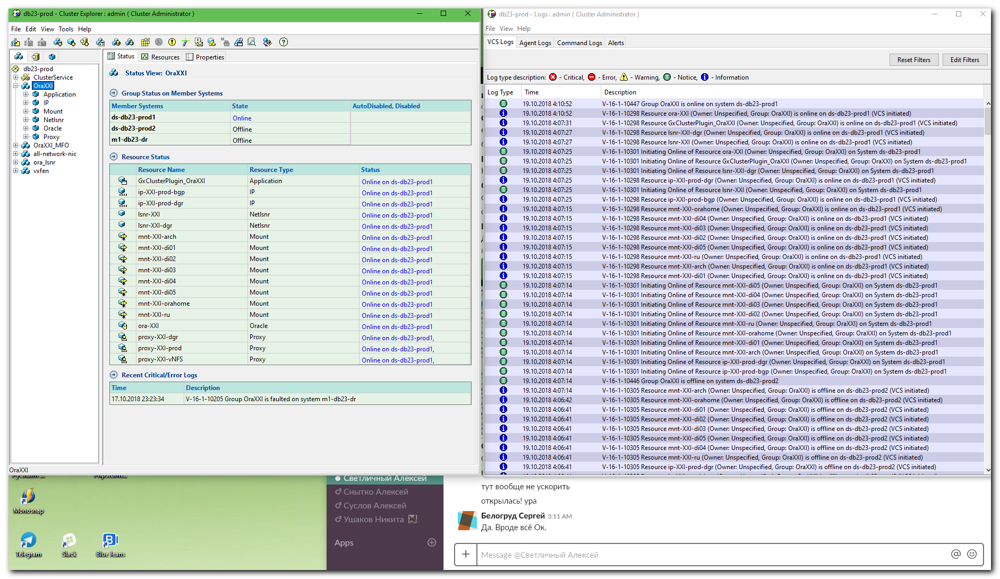 db23-prod - Cluster Explorer : admin ( Cluster Administrator )
File Edit View Tools Help
db23-prod
ClusterService
OraXXI
Application
IP
Mount
Netlsnr
Oracle
Proxy
OraXXI_MFO
all-network-nic
ora_lsnr
vxfen
Status Resources Properties
Status View: OraXXI
Group Status on Member Systems
Member Systems State AutoDisabled, Disabled
ds-db23-prod1 Online
ds-db23-prod2 Offline
m1-db23-dr Offline
Resource Status
Resource Name Resource Type Status
GxClusterPlugin_OraXXI Application Online on ds-db23-prod1
ip-XXI-prod-bgp IP Online on ds-db23-prod1
ip-XXI-prod-dgr IP Online on ds-db23-prod1
lsnr-XXI Netlsnr Online on ds-db23-prod1
lsnr-XXI-dgr Netlsnr Online on ds-db23-prod1
mnt-XXI-arch Mount Online on ds-db23-prod1
mnt-XXI-di01 Mount Online on ds-db23-prod1
mnt-XXI-di02 Mount Online on ds-db23-prod1
mnt-XXI-di03 Mount Online on ds-db23-prod1
mnt-XXI-di04 Mount Online on ds-db23-prod1
mnt-XXI-di05 Mount Online on ds-db23-prod1
mnt-XXI-orahome Mount Online on ds-db23-prod1
mnt-XXI-ru Mount Online on ds-db23-prod1
ora-XXI Oracle Online on ds-db23-prod1
proxy-XXI-dgr Proxy Online on ds-db23-prod1,
proxy-XXI-prod Proxy Online on ds-db23-prod1,
proxy-XXI-vNFS Proxy Online on ds-db23-prod1,
Recent Critical/Error Logs
Time Description
17.10.2018 23:23:34 V-16-1-10205 Group OraXXI is faulted on system m1-db23-dr
OraXXI
db23-prod - Logs : admin ( Cluster Administrator )
File View Help
VCS Logs Agent Logs Command Logs Alerts
Reset Filters Edit Filters
Log type description: - Critical, - Error, - Warning, - Notice, - Information
Log Type Time Description
19.10.2018 4:10:52 V-16-1-10447 Group OraXXI is online on system ds-db23-prod1
19.10.2018 4:10:52 V-16-1-10298 Resource ora-XXI (Owner: Unspecified, Group: OraXXI) is online on ds-db23-prod1 (VCS initiated)
19.10.2018 4:07:31 V-16-1-10298 Resource GxClusterPlugin_OraXXI (Owner: Unspecified, Group: OraXXI) is online on ds-db23-prod1 (VCS initiated)
19.10.2018 4:07:27 V-16-1-10298 Resource lsnr-XXI-dgr (Owner: Unspecified, Group: OraXXI) is online on ds-db23-prod1 (VCS initiated)
19.10.2018 4:07:27 V-16-1-10298 Resource lsnr-XXI (Owner: Unspecified, Group: OraXXI) is online on ds-db23-prod1 (VCS initiated)
19.10.2018 4:07:25 V-16-1-10301 Initiating Online of Resource ora-XXI (Owner: Unspecified, Group: OraXXI) on System ds-db23-prod1
19.10.2018 4:07:25 V-16-1-10301 Initiating Online of Resource GxClusterPlugin_OraXXI (Owner: Unspecified, Group: OraXXI) on System ds-db23-prod1
19.10.2018 4:07:25 V-16-1-10301 Initiating Online of Resource lsnr-XXI-dgr (Owner: Unspecified, Group: OraXXI) on System ds-db23-prod1
19.10.2018 4:07:25 V-16-1-10298 Resource ip-XXI-prod-dgr (Owner: Unspecified, Group: OraXXI) is online on ds-db23-prod1 (VCS initiated)
19.10.2018 4:07:25 V-16-1-10301 Initiating Online of Resource lsnr-XXI (Owner: Unspecified, Group: OraXXI) on System ds-db23-prod1
19.10.2018 4:07:25 V-16-1-10298 Resource ip-XXI-prod-bgp (Owner: Unspecified, Group: OraXXI) is online on ds-db23-prod1 (VCS initiated)
19.10.2018 4:07:15 V-16-1-10298 Resource mnt-XXI-orahome (Owner: Unspecified, Group: OraXXI) is online on ds-db23-prod1 (VCS initiated)
19.10.2018 4:07:15 V-16-1-10298 Resource mnt-XXI-di04 (Owner: Unspecified, Group: OraXXI) is online on ds-db23-prod1 (VCS initiated)
19.10.2018 4:07:15 V-16-1-10298 Resource mnt-XXI-di03 (Owner: Unspecified, Group: OraXXI) is online on ds-db23-prod1 (VCS initiated)
19.10.2018 4:07:15 V-16-1-10298 Resource mnt-XXI-di02 (Owner: Unspecified, Group: OraXXI) is online on ds-db23-prod1 (VCS initiated)
19.10.2018 4:07:15 V-16-1-10298 Resource mnt-XXI-di05 (Owner: Unspecified, Group: OraXXI) is online on ds-db23-prod1 (VCS initiated)
19.10.2018 4:07:15 V-16-1-10298 Resource mnt-XXI-ru (Owner: Unspecified, Group: OraXXI) is online on ds-db23-prod1 (VCS initiated)
19.10.2018 4:07:15 V-16-1-10298 Resource mnt-XXI-arch (Owner: Unspecified, Group: OraXXI) is online on ds-db23-prod1 (VCS initiated)
19.10.2018 4:07:15 V-16-1-10298 Resource mnt-XXI-di01 (Owner: Unspecified, Group: OraXXI) is online on ds-db23-prod1 (VCS initiated)
19.10.2018 4:07:14 V-16-1-10301 Initiating Online of Resource mnt-XXI-di05 (Owner: Unspecified, Group: OraXXI) on System ds-db23-prod1
19.10.2018 4:07:14 V-16-1-10301 Initiating Online of Resource mnt-XXI-di04 (Owner: Unspecified, Group: OraXXI) on System ds-db23-prod1
19.10.2018 4:07:14 V-16-1-10301 Initiating Online of Resource mnt-XXI-di03 (Owner: Unspecified, Group: OraXXI) on System ds-db23-prod1
19.10.2018 4:07:14 V-16-1-10301 Initiating Online of Resource mnt-XXI-di02 (Owner: Unspecified, Group: OraXXI) on System ds-db23-prod1
19.10.2018 4:07:14 V-16-1-10301 Initiating Online of Resource mnt-XXI-ru (Owner: Unspecified, Group: OraXXI) on System ds-db23-prod1
19.10.2018 4:07:14 V-16-1-10301 Initiating Online of Resource mnt-XXI-orahome (Owner: Unspecified, Group: OraXXI) on System ds-db23-prod1
19.10.2018 4:07:14 V-16-1-10301 Initiating Online of Resource mnt-XXI-di01 (Owner: Unspecified, Group: OraXXI) on System ds-db23-prod1
19.10.2018 4:07:14 V-16-1-10301 Initiating Online of Resource mnt-XXI-arch (Owner: Unspecified, Group: OraXXI) on System ds-db23-prod1
19.10.2018 4:07:14 V-16-1-10301 Initiating Online of Resource ip-XXI-prod-dgr (Owner: Unspecified, Group: OraXXI) on System ds-db23-prod1
19.10.2018 4:07:14 V-16-1-10301 Initiating Online of Resource ip-XXI-prod-bgp (Owner: Unspecified, Group: OraXXI) on System ds-db23-prod1
19.10.2018 4:07:14 V-16-1-10446 Group OraXXI is offline on system ds-db23-prod2
19.10.2018 4:07:14 V-16-1-10305 Resource mnt-XXI-arch (Owner: Unspecified, Group: OraXXI) is offline on ds-db23-prod2 (VCS initiated)
19.10.2018 4:06:42 V-16-1-10305 Resource mnt-XXI-orahome (Owner: Unspecified, Group: OraXXI) is offline on ds-db23-prod2 (VCS initiated)
19.10.2018 4:06:41 V-16-1-10305 Resource mnt-XXI-di01 (Owner: Unspecified, Group: OraXXI) is offline on ds-db23-prod2 (VCS initiated)
19.10.2018 4:06:41 V-16-1-10305 Resource mnt-XXI-di02 (Owner: Unspecified, Group: OraXXI) is offline on ds-db23-prod2 (VCS initiated)
19.10.2018 4:06:41 V-16-1-10305 Resource mnt-XXI-di03 (Owner: Unspecified, Group: OraXXI) is offline on ds-db23-prod2 (VCS initiated)
19.10.2018 4:06:41 V-16-1-10305 Resource mnt-XXI-di05 (Owner: Unspecified, Group: OraXXI) is offline on ds-db23-prod2 (VCS initiated)
19.10.2018 4:06:41 V-16-1-10305 Resource mnt-XXI-di04 (Owner: Unspecified, Group: OraXXI) is offline on ds-db23-prod2 (VCS initiated)
19.10.2018 4:06:41 V-16-1-10305 Resource mnt-XXI-ru (Owner: Unspecified, Group: OraXXI) is offline on ds-db23-prod2 (VCS initiated)
19.10.2018 4:06:41 V-16-1-10305 Resource ip-XXI-prod-dgr (Owner: Unspecified, Group: OraXXI) is offline on ds-db23-prod2 (VCS initiated)
Monosnap
Telegram Slack BlueJeans
Светличный Алексей
Снытко Алексей
Суслов Алексей
Ушаков Никита
Apps
тут вообще не ускорить
открылась! ура
Белогруд Сергей 3:11 AM
Да. Вроде всё Ок.
Message @Светличный Алексей